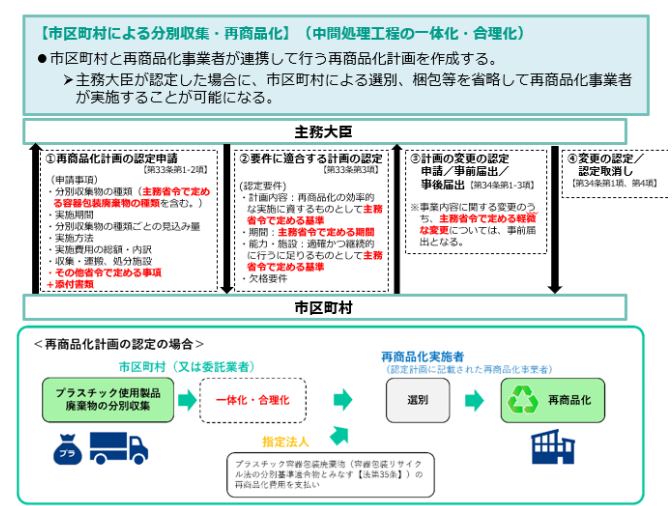 【市区町村による分別収集・再商品化】（中間処理工程の一体化・合理化）
●市区町村と再商品化事業者が連携して行う再商品化計画を作成する。
➢主務大臣が認定した場合に、市区町村による選別、梱包等を省略して再商品化事業者
が実施することが可能になる。
主務大臣
①再商品化計画の認定申請
【第33条第1-2項】
（申請事項）
・分別収集物の種類（主務省令で定め
る容器包装廃棄物の種類を含む。）
・実施期間
・分別収集物の種類ごとの見込み量
・実施方法
・実施費用の総額・内訳
・収集・運搬、処分施設
・その他省令で定める事項
＋添付書類
②要件に適合する計画の認定
【第33条第3項】
（認定要件）
・計画内容：再商品化の効率的
な実施に資するものとして主務
省令で定める基準
・期間：主務省令で定める期間
・能力・施設：適確かつ継続的
に行うに足りるものとして主務
省令で定める基準
・欠格要件
③計画の変更の認定
申請／事前届出／
事後届出【第34条第1-3項】
※事業内容に関する変更のう
ち、主務省令で定める軽微
な変更については、事前届
出となる。
④変更の認定／
認定取消し
【第34条第1項、第4項】
市区町村
＜再商品化計画の認定の場合＞
市区町村（又は委託業者）
再商品化実施者
（認定計画に記載された再商品化事業者）
プラスチック使用製品
廃棄物の分別収集
一体化・合理化
選別
再商品化
プラ
指定法人
プラスチック容器包装廃棄物（容器包装リサイク
ル法の分別基準適合物とみなす【法第35条】）の
再商品化費用を支払い